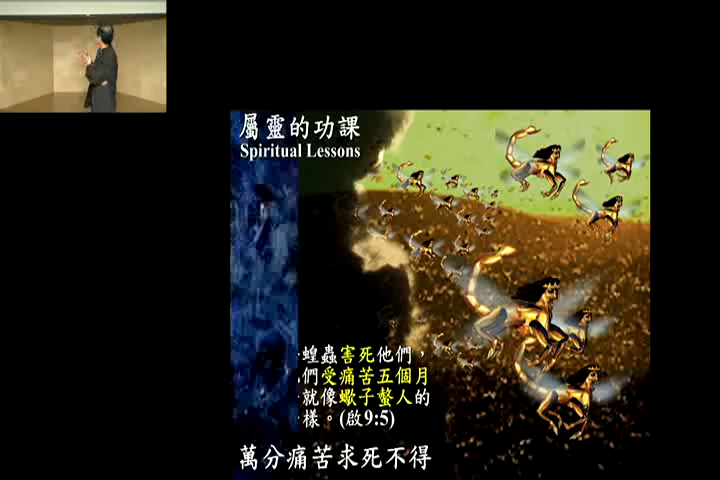 屬靈的功課
Spiritual Lessons
蝗蟲害死他們，
們受痛苦五個月
就像蠍子螫人的
樣。(啟9:5)
萬分痛苦求死不得